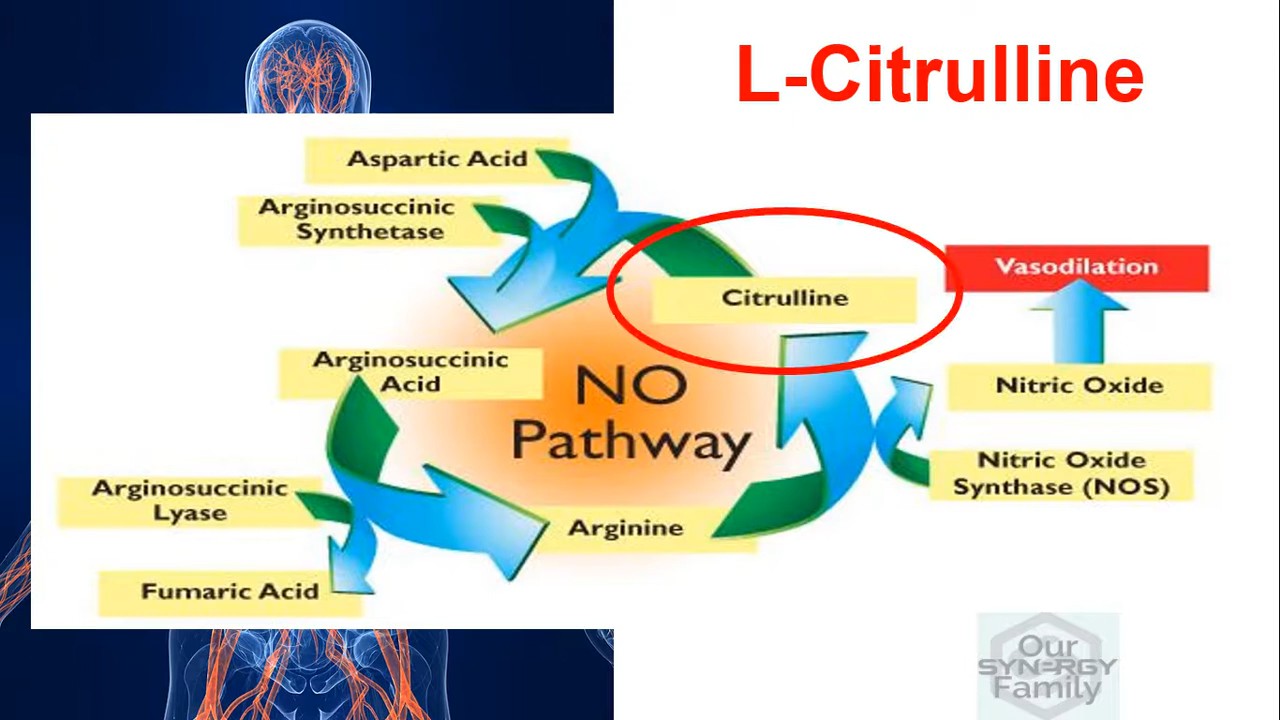 L-Citrulline
Aspartic Acid
Arginosuccinic
Synthetase
Citrulline
Vasodilation
Arginosuccinic
Acid
NO
Pathway
Nitric Oxide
Nitric Oxide
Synthase (NOS)
Arginosuccinic
Lyase
Arginine
Fumaric Acid
Our
SYNERGY
Family